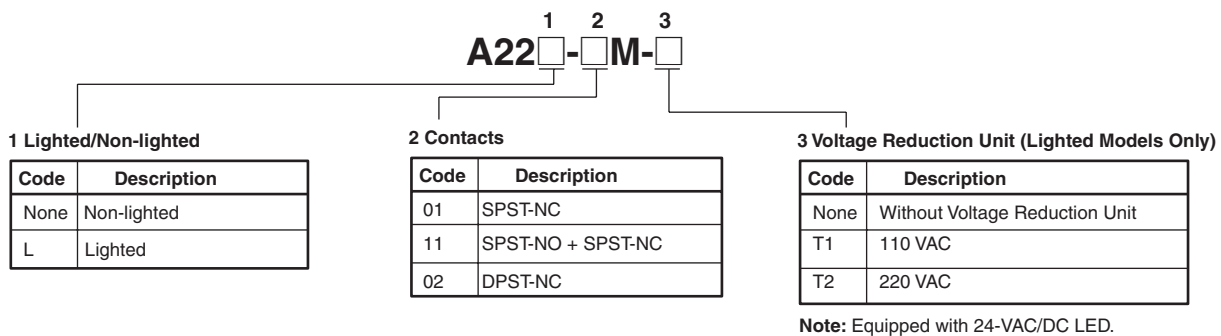 1 2 3
A22□-□M-□
1 Lighted/Non-lighted
Code Description
None Non-lighted
L Lighted
2 Contacts
Code Description
01 SPST-NC
11 SPST-NO + SPST-NC
02 DPST-NC
3 Voltage Reduction Unit (Lighted Models Only)
Code Description
None Without Voltage Reduction Unit
T1 110 VAC
T2 220 VAC
Note: Equipped with 24-VAC/DC LED.